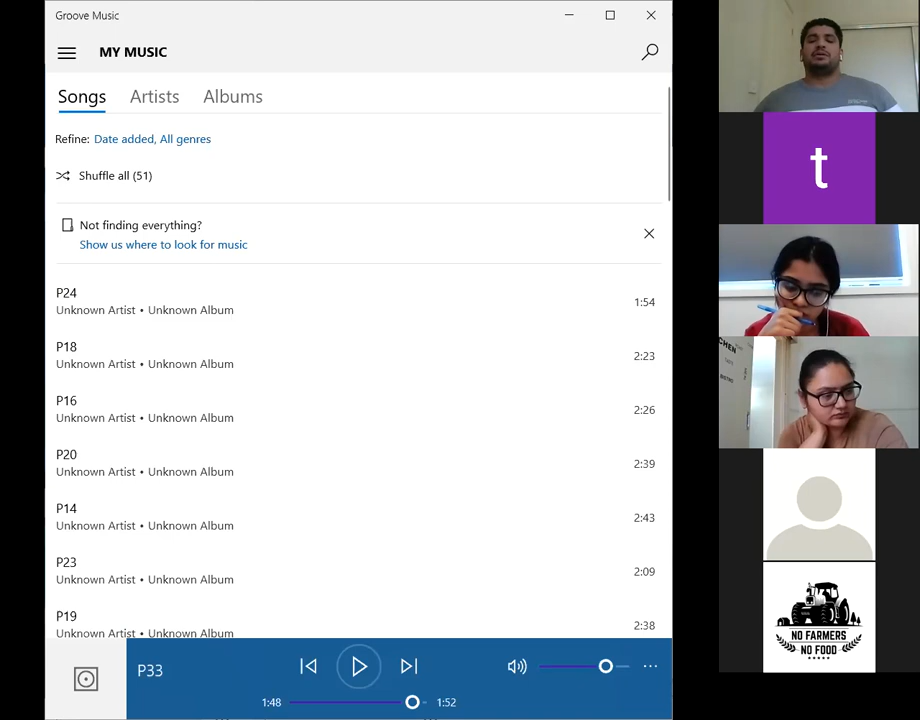 Groove Music
MY MUSIC
Songs Artists Albums
Refine: Date added, All genres
Shuffle all (51)
Not finding everything?
Show us where to look for music
P24
Unknown Artist • Unknown Album
1:54
P18
Unknown Artist • Unknown Album
2:23
P16
Unknown Artist • Unknown Album
2:26
P20
Unknown Artist • Unknown Album
2:39
P14
Unknown Artist • Unknown Album
2:43
P23
Unknown Artist • Unknown Album
2:09
P19
Unknown Artist • Unknown Album
2:38
P33
1:48 1:52
t
NO FARMERS
NO FOOD